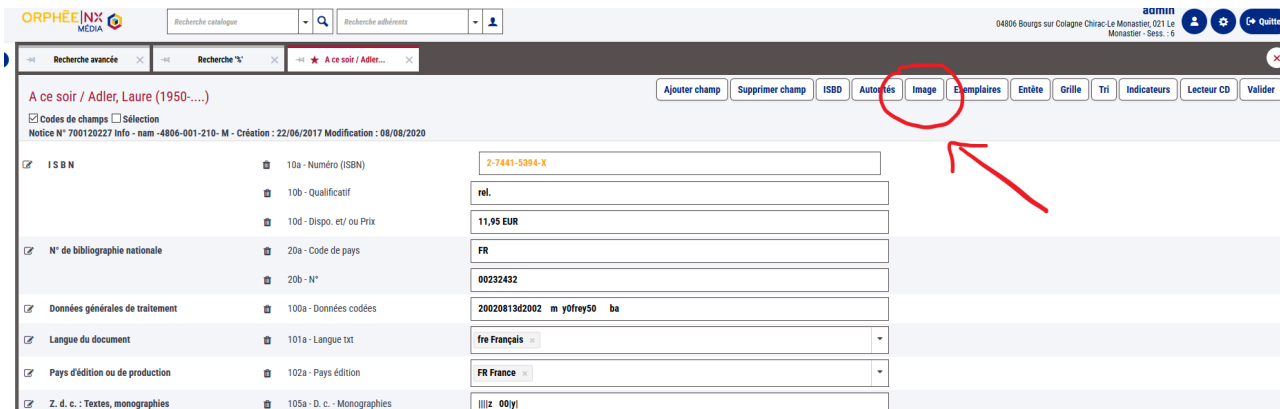 ORPHÉE NX
MÉDIA
Recherche catalogue
Recherche adhérents
admin
04806 Bourgs sur Colagne Chirac-Le Monastier, 021 Le
Monastier - Sess. : 6
Quitte
Recherche avancée
Recherche '%'
★ A ce soir / Adler...
A ce soir / Adler, Laure (1950-....)
Ajouter champ Supprimer champ ISBD Autorités Image Exemplaires Entête Grille Tri Indicateurs Lecteur CD Valider
Codes de champs Sélection
Notice N° 700120227 Info - nam -4806-001-210- M - Création : 22/06/2017 Modification : 08/08/2020
I S B N 10a - Numéro (ISBN) 2-7441-5394-X
10b - Qualificatif rel.
10d - Dispo. et/ ou Prix 11,95 EUR
N° de bibliographie nationale 20a - Code de pays FR
20b - N° 00232432
Données générales de traitement 100a - Données codées 20020813d2002 m y0frey50 ba
Langue du document 101a - Langue txt fre Français ×
Pays d'édition ou de production 102a - Pays édition FR France ×
Z. d. c. : Textes, monographies 105a - D. c. - Monographies ||||z 00|y|